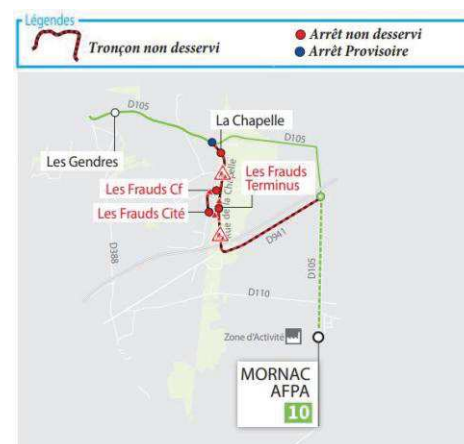 Légendes
Tronçon non desservi
Arrêt non desservi
Arrêt Provisoire
D105
La Chapelle
D105
Les Gendres
Les Frauds Cf
Les Frauds
Terminus
Les Frauds Cité
Rue de la Chapelle
D941
D388
D105
D110
Zone d'Activité
MORNAC
AFPA
10